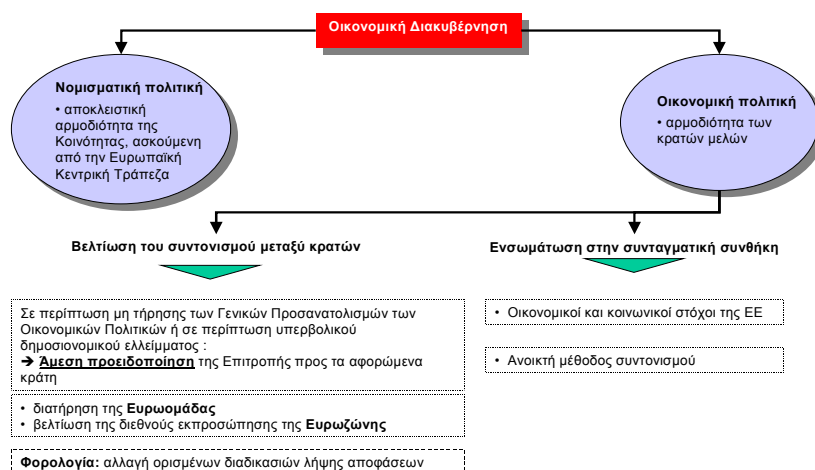 Οικονομική Διακυβέρνηση
Νομισματική πολιτική
• αποκλειστική
αρμοδιότητα της
Κοινότητας, ασκούμενη
από την Ευρωπαϊκή
Κεντρική Τράπεζα
Οικονομική πολιτική
• αρμοδιότητα των
κρατών μελών
Βελτίωση του συντονισμού μεταξύ κρατών
Ενσωμάτωση στην συνταγματική συνθήκη
Σε περίπτωση μη τήρησης των Γενικών Προσανατολισμών των
Οικονομικών Πολιτικών ή σε περίπτωση υπερβολικού
δημοσιονομικού ελλείμματος :
➔ Άμεση προειδοποίηση της Επιτροπής προς τα αφορώμενα
κράτη
• διατήρηση της Ευρωομάδας
• βελτίωση της διεθνούς εκπροσώπησης της Ευρωζώνης
Φορολογία: αλλαγή ορισμένων διαδικασιών λήψης αποφάσεων
• Οικονομικοί και κοινωνικοί στόχοι της ΕΕ
• Ανοικτή μέθοδος συντονισμού